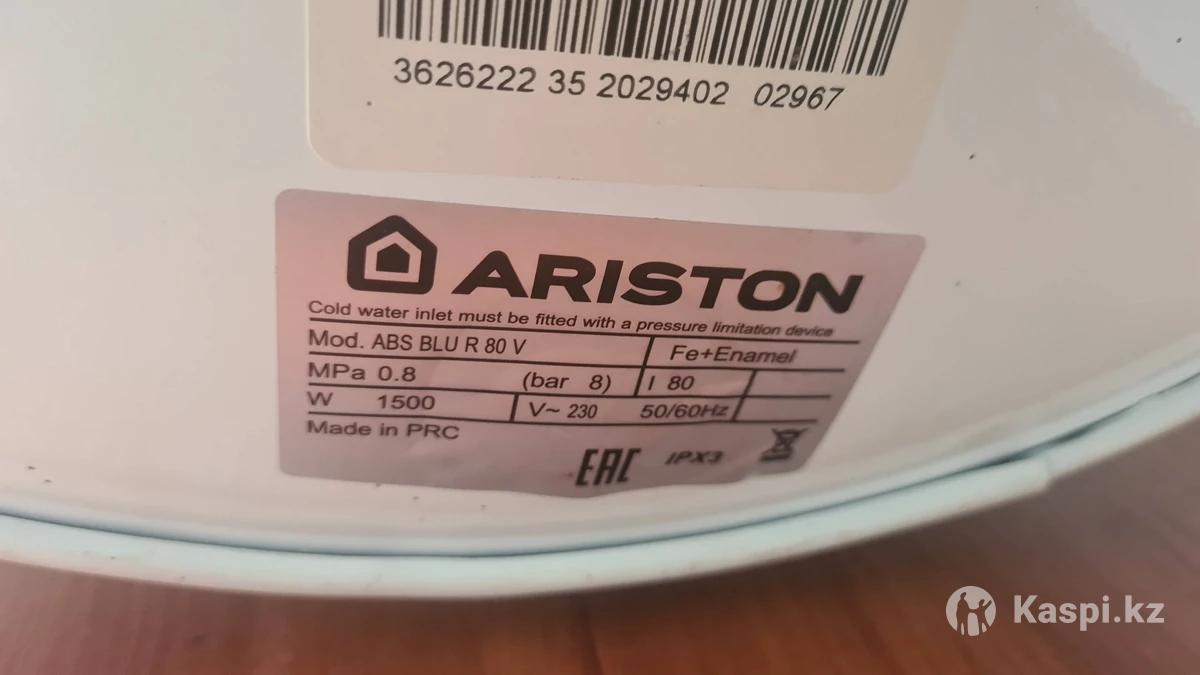 3626222 35 2029402 02967
ARISTON
Cold water inlet must be fitted with a pressure limitation device
Mod. ABS BLU R 80 V Fe+Enamel
MPa 0.8 (bar 8) l 80
W 1500 V~ 230 50/60Hz
Made in PRC
EAC IPX3
Kaspi.kz